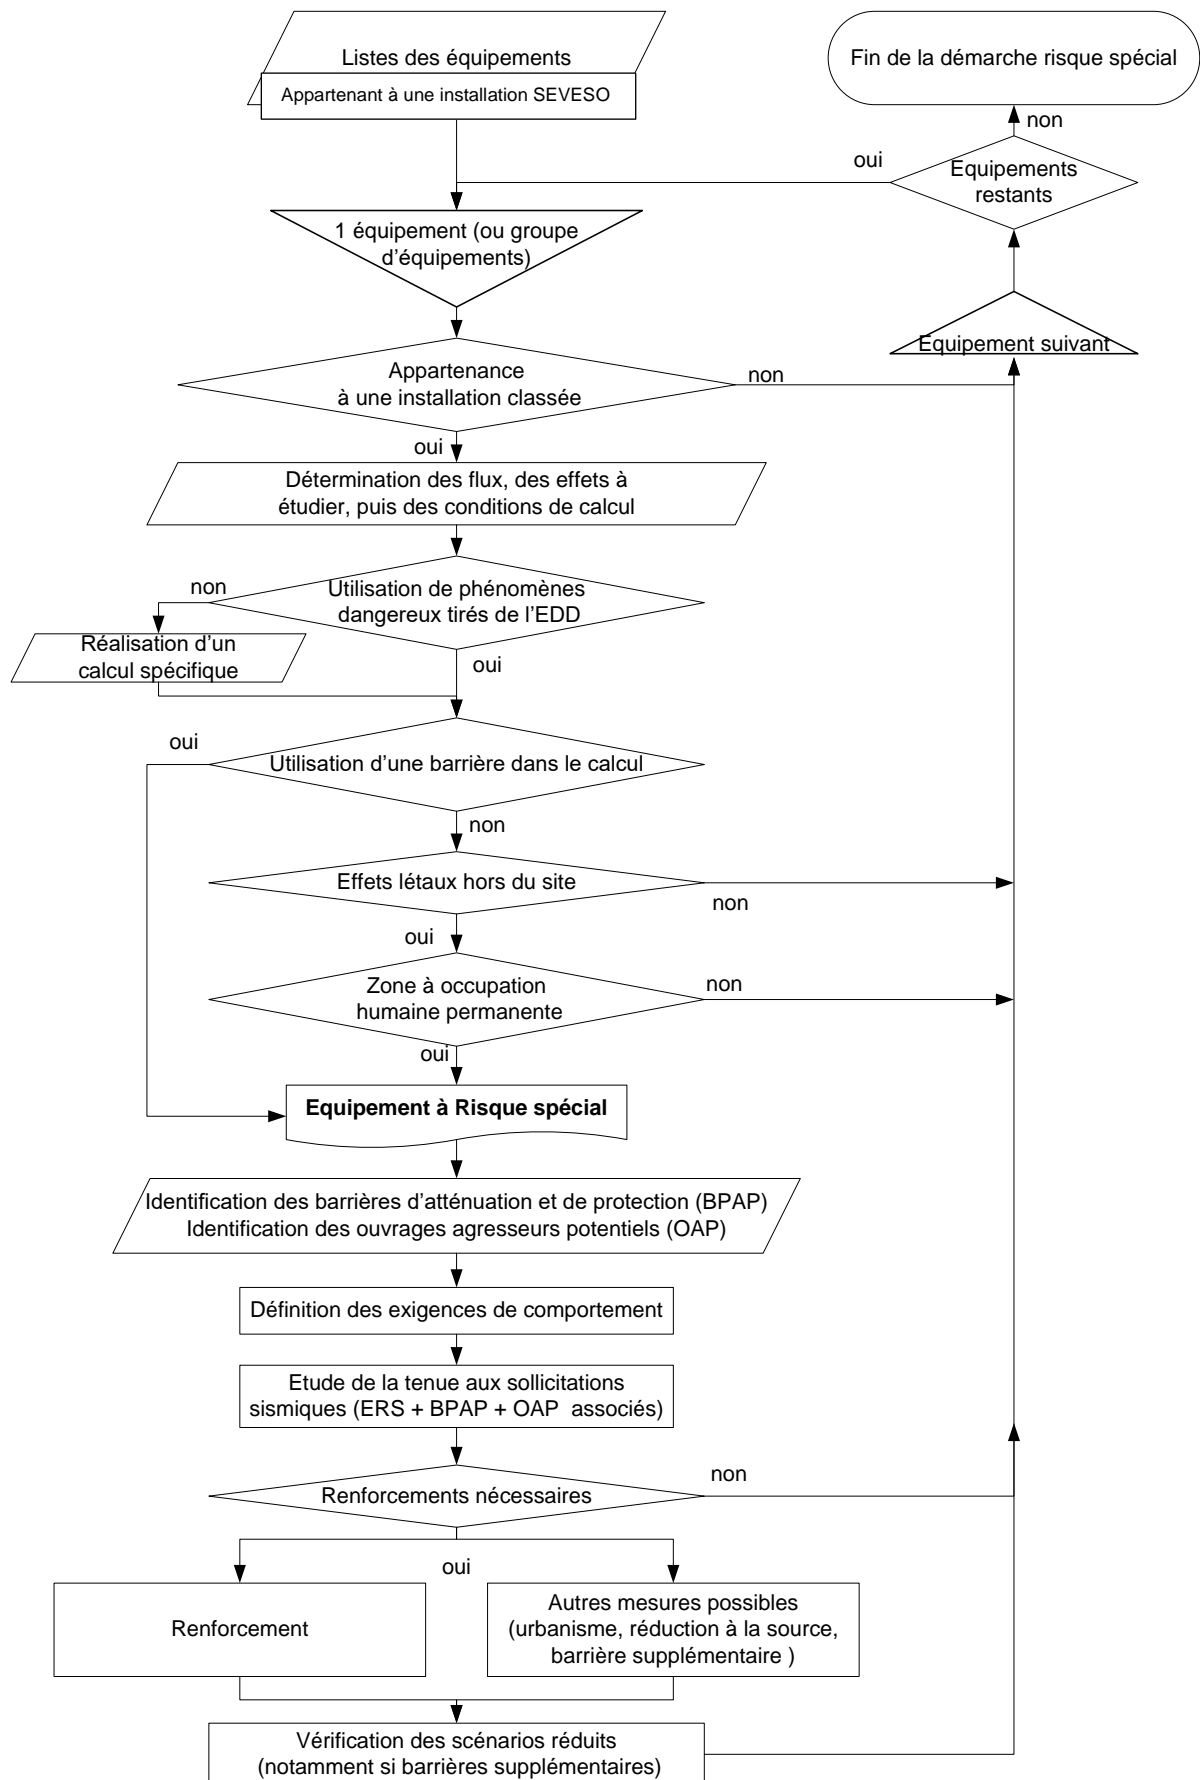 Listes des équipements
Appartenant à une installation SEVESO
Fin de la démarche risque spécial
non
oui
Equipements
restants
1 équipement (ou groupe
d'équipements)
Equipement suivant
Appartenance
à une installation classée
non
oui
Détermination des flux, des effets à
étudier, puis des conditions de calcul
non
Utilisation de phénomènes
dangereux tirés de l'EDD
Réalisation d'un
calcul spécifique
oui
oui
Utilisation d'une barrière dans le calcul
non
Effets létaux hors du site
non
oui
Zone à occupation
humaine permanente
non
oui
Equipement à Risque spécial
Identification des barrières d'atténuation et de protection (BPAP)
Identification des ouvrages agresseurs potentiels (OAP)
Définition des exigences de comportement
Etude de la tenue aux sollicitations
sismiques (ERS + BPAP + OAP associés)
Renforcements nécessaires
non
oui
Renforcement
Autres mesures possibles
(urbanisme, réduction à la source,
barrière supplémentaire )
Vérification des scénarios réduits
(notamment si barrières supplémentaires)